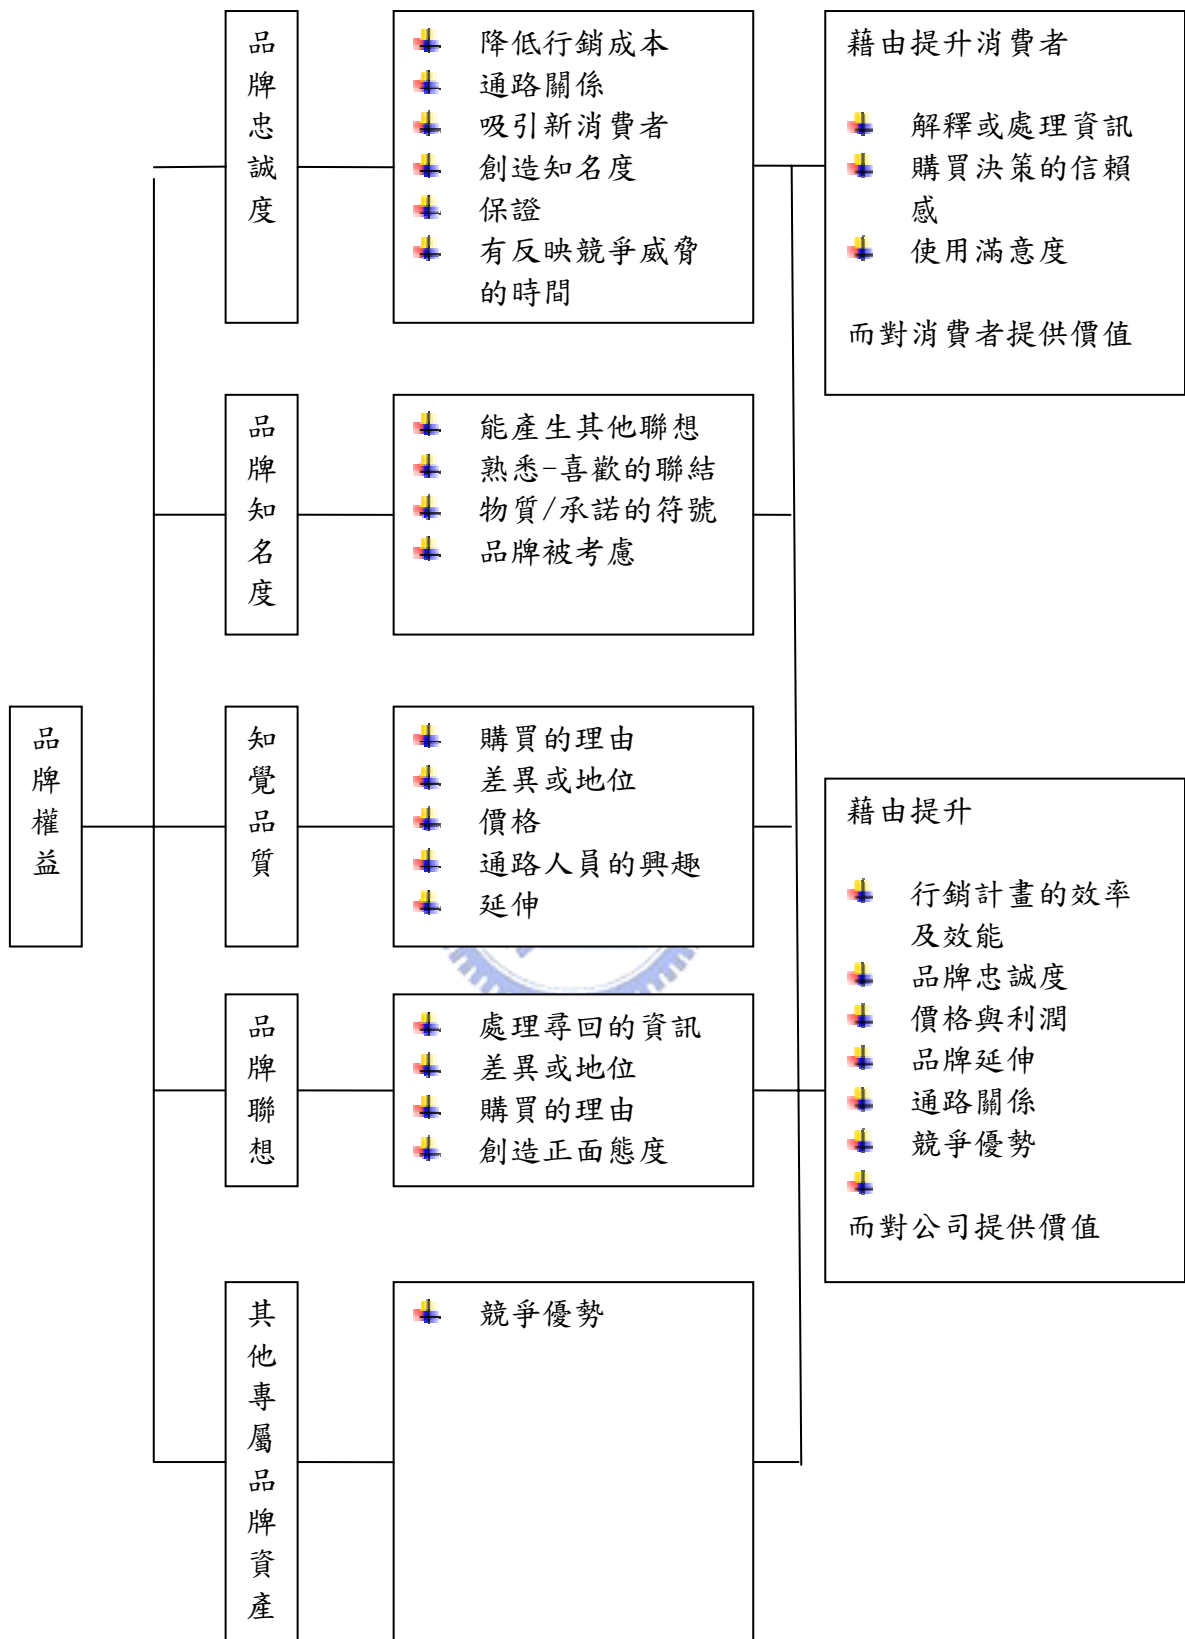 品牌忠誠度
降低行銷成本
通路關係
吸引新消費者
創造知名度
保證
有反映競爭威脅
的時間
藉由提升消費者
解釋或處理資訊
購買決策的信賴
感
使用滿意度
而對消費者提供價值
品牌知名度
能產生其他聯想
熟悉-喜歡的聯結
物質/承諾的符號
品牌被考慮
品牌權益
知覺品質
購買的理由
差異或地位
價格
通路人員的興趣
延伸
藉由提升
行銷計畫的效率
及效能
品牌忠誠度
價格與利潤
品牌延伸
通路關係
競爭優勢
而對公司提供價值
品牌聯想
處理尋回的資訊
差異或地位
購買的理由
創造正面態度
其他專屬品牌資產
競爭優勢